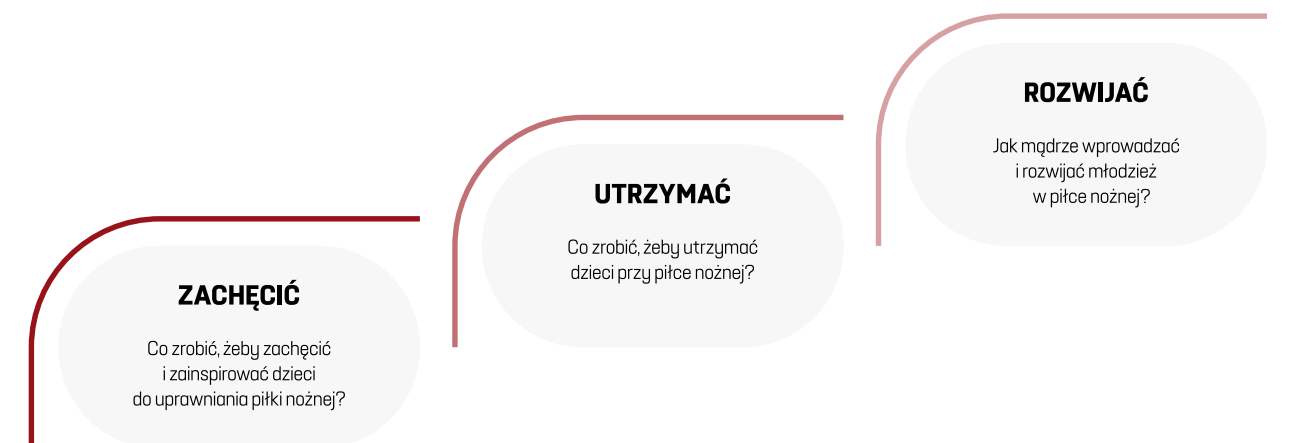 ZACHĘCIĆ
Co zrobić, żeby zachęcić
i zainspirować dzieci
do uprawniania piłki nożnej?
UTRZYMAĆ
Co zrobić, żeby utrzymać
dzieci przy piłce nożnej?
ROZWIJAĆ
Jak mądrze wprowadzać
i rozwijać młodzież
w piłce nożnej?